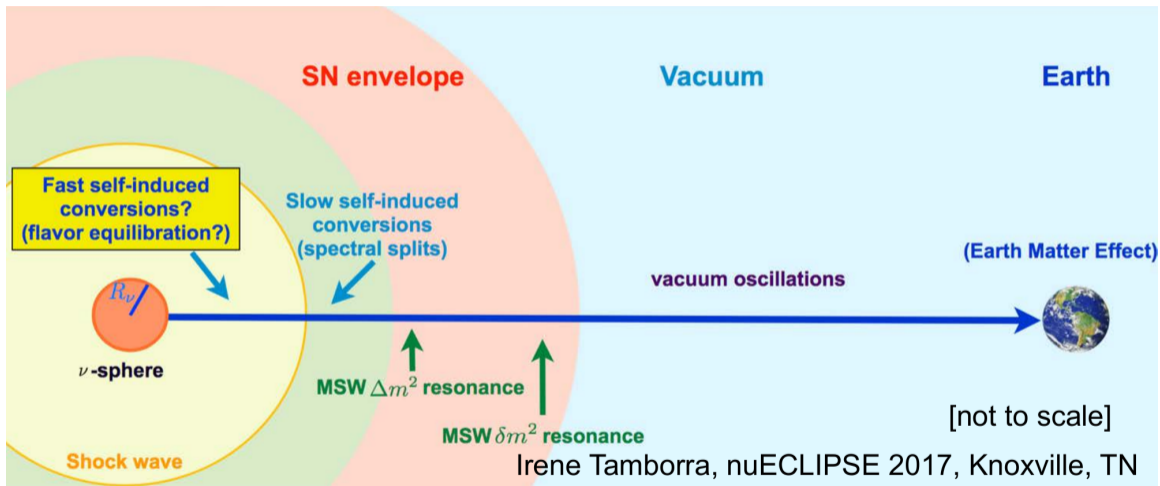 SN envelope
Vacuum
Earth
Fast self-induced
conversions?
(flavor equilibration?)
Slow self-induced
conversions
(spectral splits)
(Earth Matter Effect)
vacuum oscillations
R_ν
ν-sphere
MSW Δm² resonance
MSW δm² resonance
[not to scale]
Shock wave
Irene Tamborra, nuECLIPSE 2017, Knoxville, TN